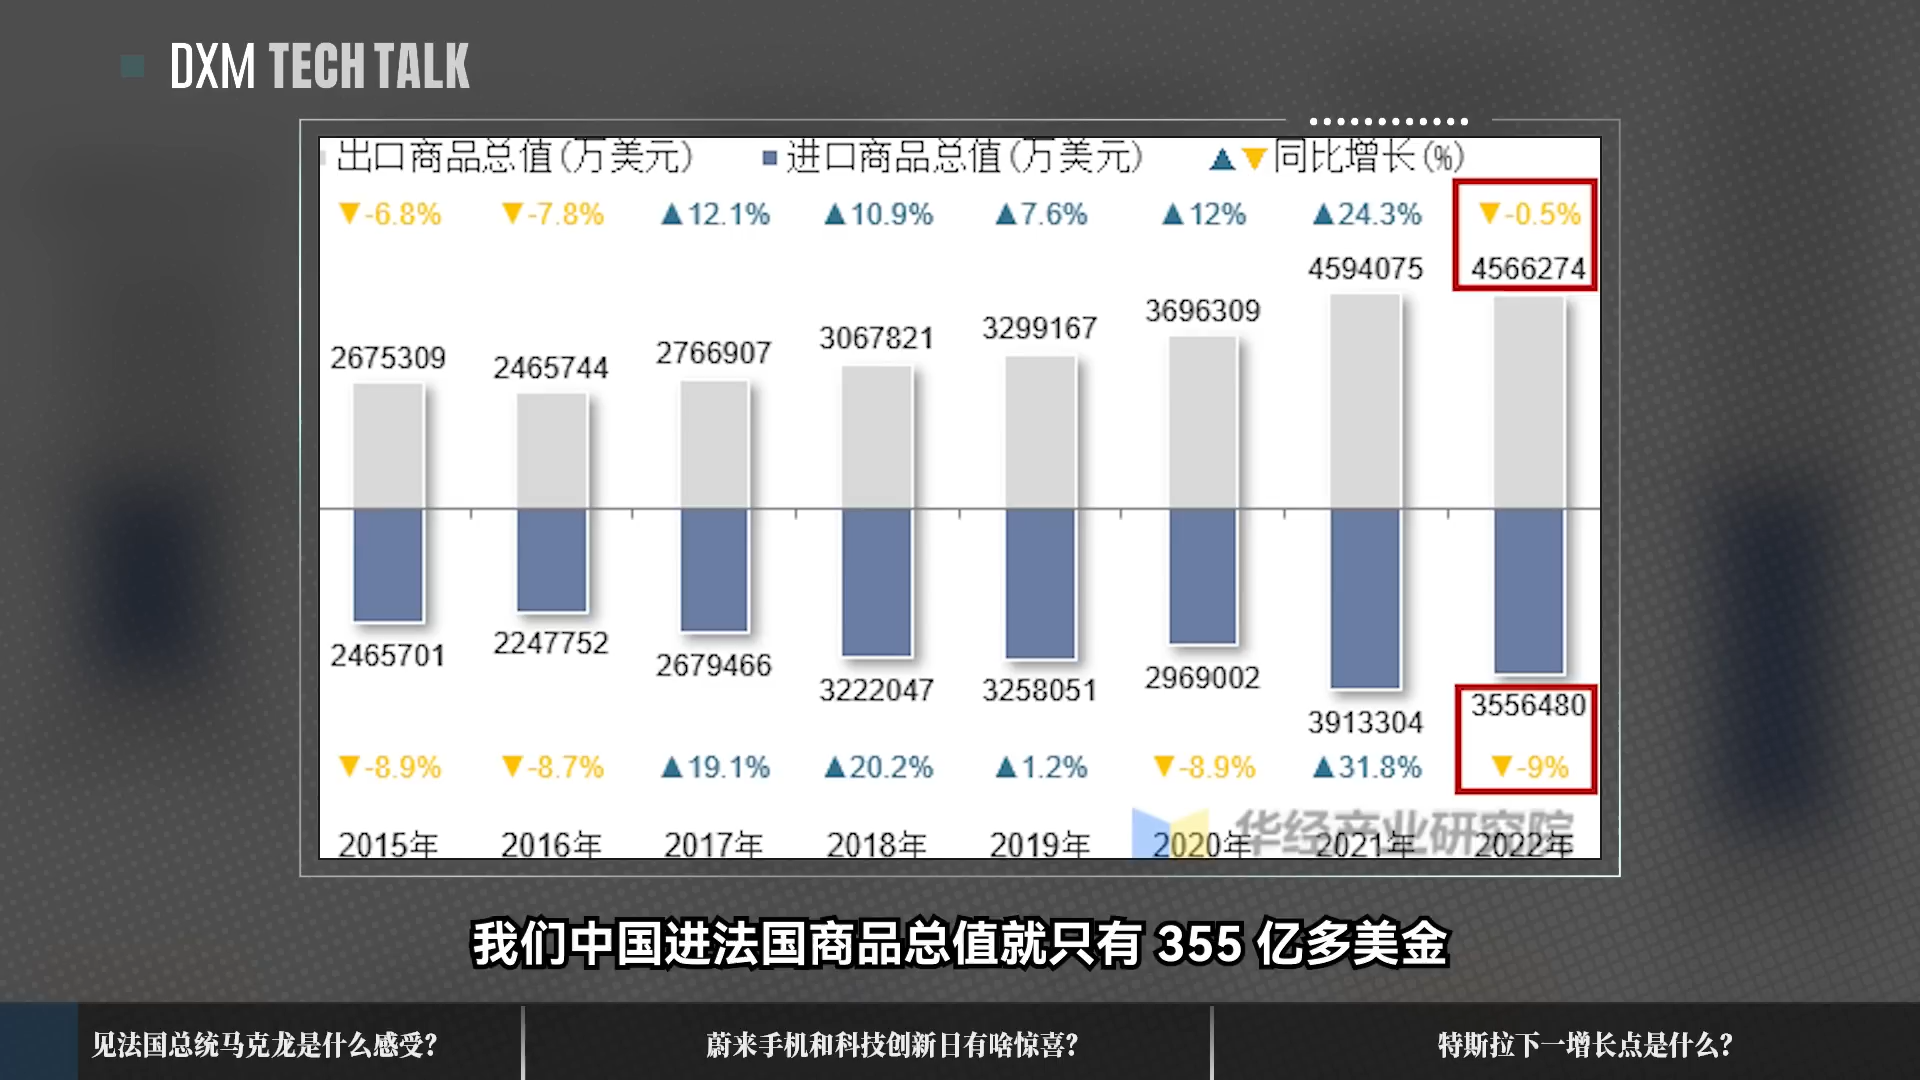 DXM TECH TALK
出口商品总值(万美元) 进口商品总值(万美元) 同比增长(%)
-6.8% -7.8% 12.1% 10.9% 7.6% 12% 24.3% -0.5%
2675309 2465744 2766907 3067821 3299167 3696309 4594075 4566274
2465701 2247752 2679466 3222047 3258051 2969002 3913304 3556480
-8.9% -8.7% 19.1% 20.2% 1.2% -8.9% 31.8% -9%
华经产业研究院
2015年 2016年 2017年 2018年 2019年 2020年 2021年 2022年
我们中国进法国商品总值就只有 355 亿多美金
见法国总统马克龙是什么感受? 蔚来手机和科技创新日有啥惊喜? 特斯拉下一增长点是什么?